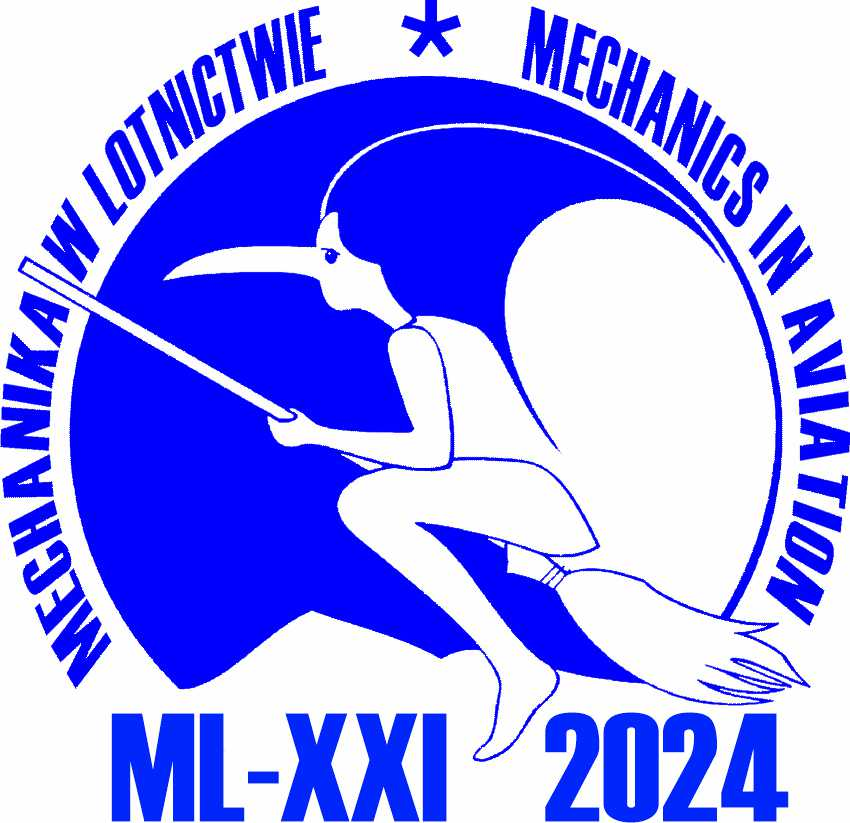 MECHANIKA W LOTNICTWIE * MECHANICS IN AVIATION
ML-XXI 2024